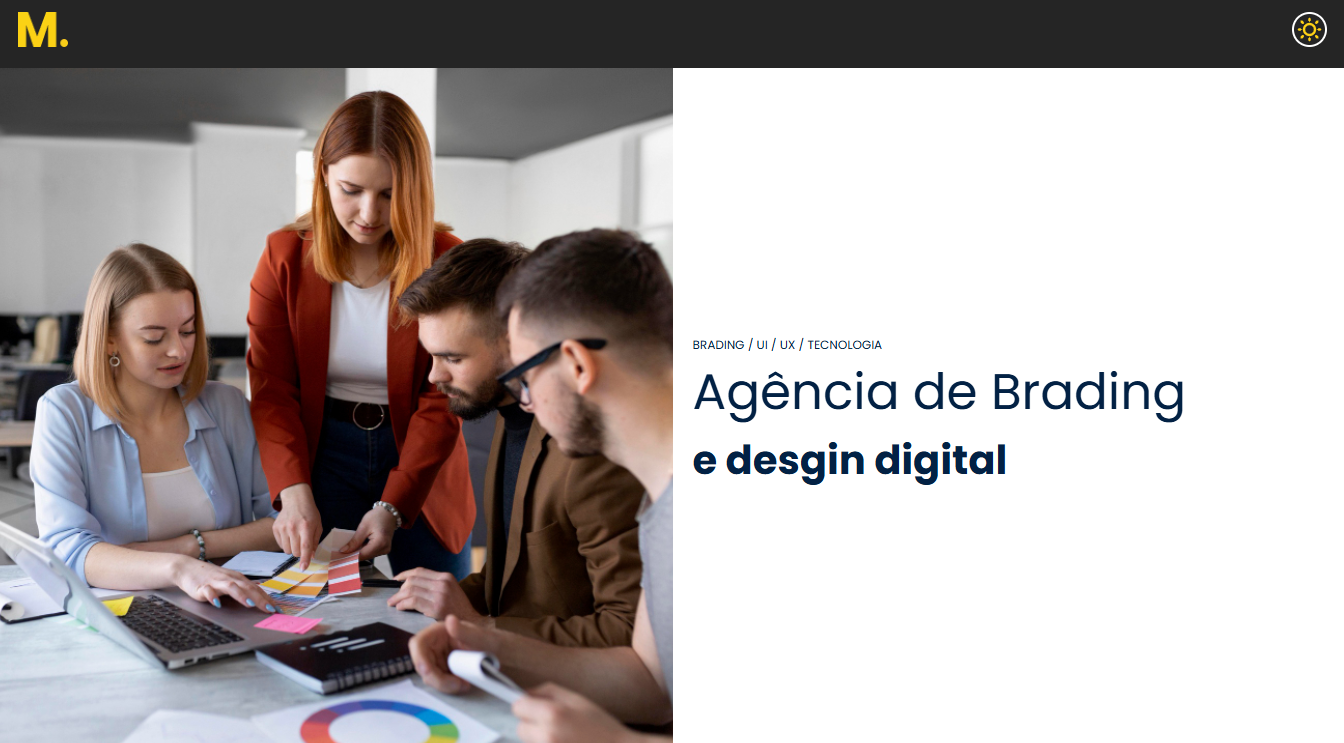 M.
BRADING / UI / UX / TECNOLOGIA
Agência de Brading
e desgin digital